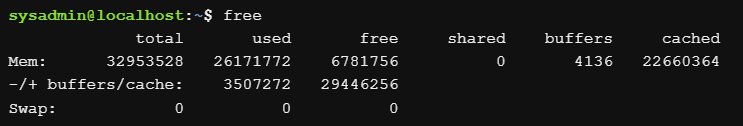 sysadmin@localhost:~$ free
             total       used       free     shared    buffers     cached
Mem:      32953528   26171772    6781756          0       4136   22660364
-/+ buffers/cache:    3507272   29446256
Swap:            0          0          0